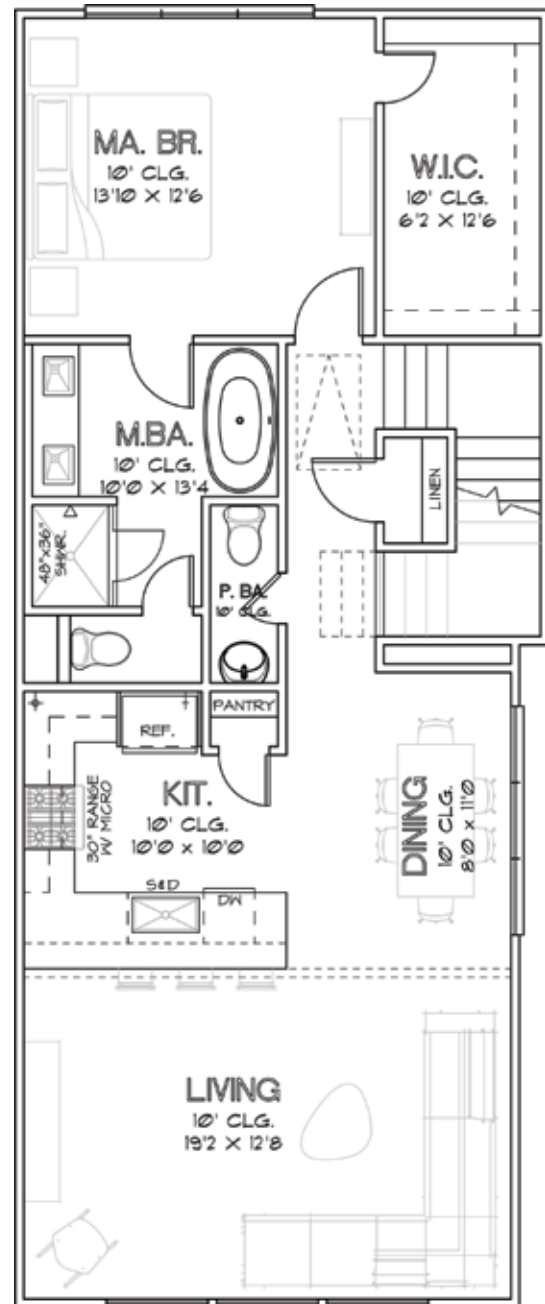 MA. BR.
10' CLG.
13'10 X 12'6
W.I.C.
10' CLG.
6'2 X 12'6
M.BA.
10' CLG.
10'0 X 13'4
LINEN
48"x36"
SHWR.
P. BA.
10' CLG.
PANTRY
REF.
KIT.
10' CLG.
10'0 x 10'0
30" RANGE
W/ MICRO
DINING
10' CLG.
8'0 x 11'0
S&D
DW
LIVING
10' CLG.
19'2 X 12'8